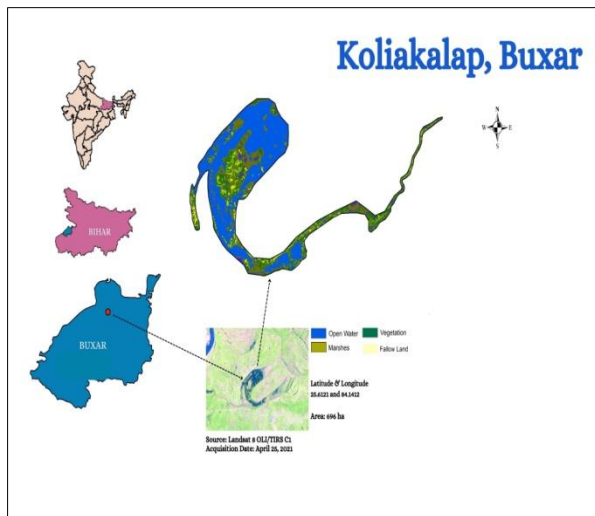 Koliakalap, Buxar
N
W E
S
BIHAR
BUXAR
Open Water
Vegetation
Marshes
Fallow Land
Latitude & Longitude
25.6121 and 84.1412
Area: 696 ha
Source: Landsat 8 OLI/TIRS C1
Acquisition Date: April 25, 2021